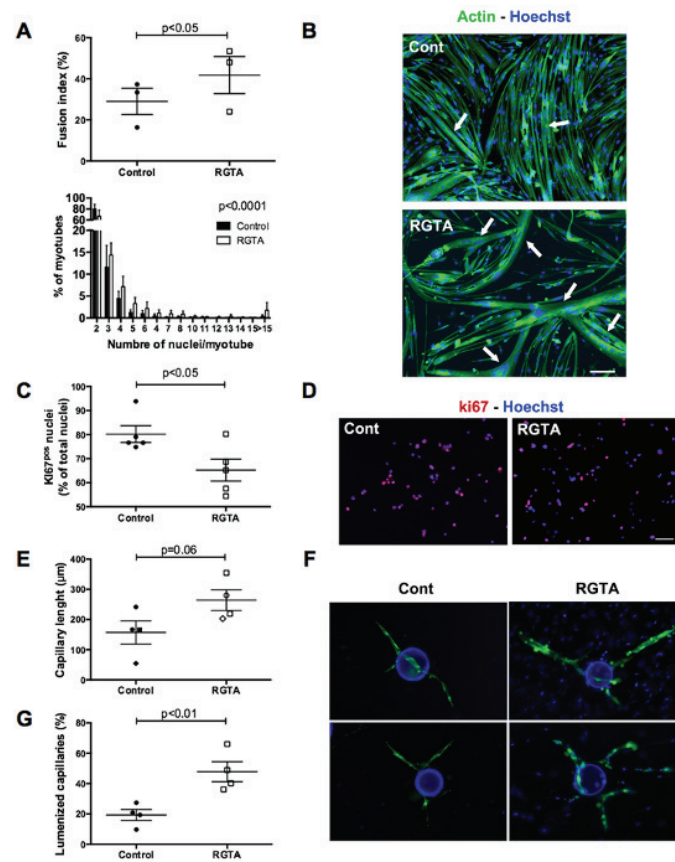 A
p<0.05
Fusion index (%)
60
40
20
0
Control
RGTA
p<0.0001
Control
RGTA
% of myotubes
100
80
60
20
15
10
5
0
2 3 4 5 6 7 8 10 11 12 13 14 15>15
Numbre of nuclei/myotube
B
Actin - Hoechst
Cont
RGTA
C
p<0.05
KI67pos nuclei
(% of total nuclei)
100
90
80
70
60
50
Control
RGTA
D
ki67 - Hoechst
Cont
RGTA
E
p=0.06
Capillary lenght (µm)
400
300
200
100
0
Control
RGTA
F
Cont
RGTA
G
p<0.01
Lumenized capillaries (%)
80
60
40
20
0
Control
RGTA